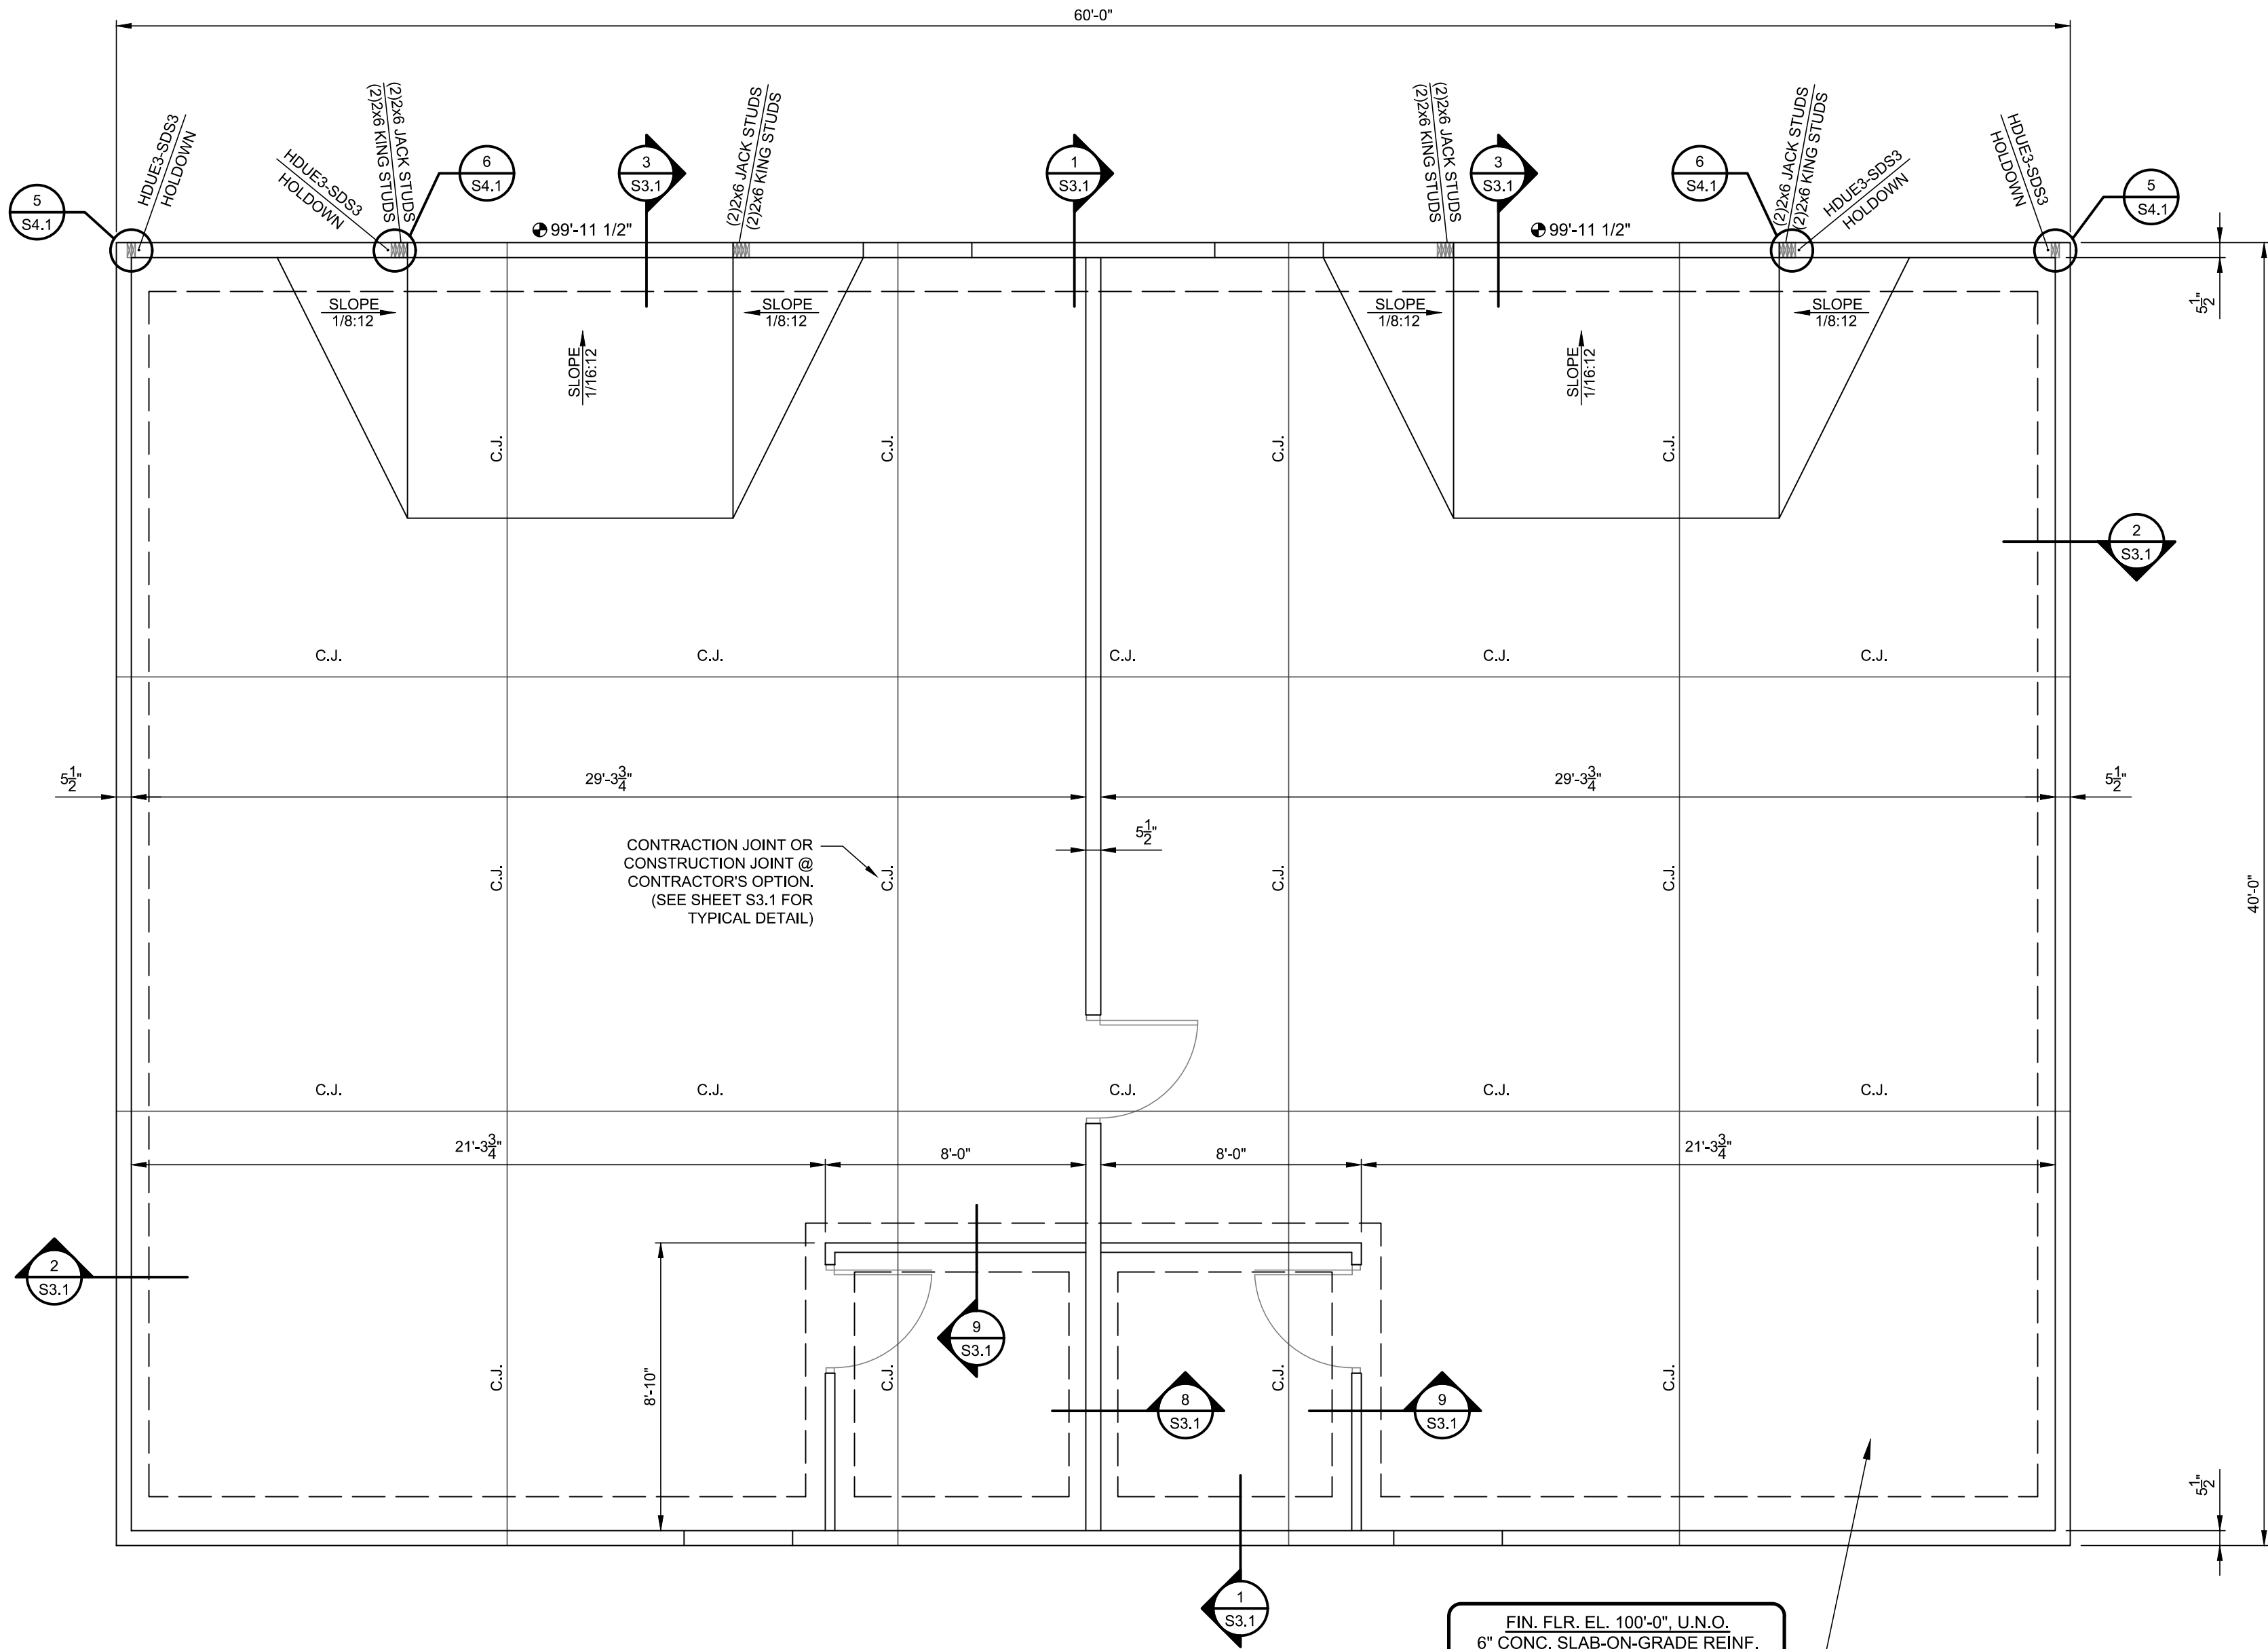 60'-0"
HDUE3-SDS3
HOLDOWN
HDUE3-SDS3
HOLDOWN
(2)2x6 JACK STUDS
(2)2x6 KING STUDS
(2)2x6 JACK STUDS
(2)2x6 KING STUDS
(2)2x6 JACK STUDS
(2)2x6 KING STUDS
(2)2x6 JACK STUDS
(2)2x6 KING STUDS
HDUE3-SDS3
HOLDOWN
HDUE3-SDS3
HOLDOWN
5
S4.1
6
S4.1
3
S3.1
1
S3.1
3
S3.1
6
S4.1
5
S4.1
99'-11 1/2"
99'-11 1/2"
5 1/2"
SLOPE
1/8:12
SLOPE
1/8:12
SLOPE
1/8:12
SLOPE
1/8:12
SLOPE
1/16:12
SLOPE
1/16:12
C.J.
C.J.
C.J.
C.J.
2
S3.1
C.J.
C.J.
C.J.
C.J.
C.J.
5 1/2"
29'-3 3/4"
29'-3 3/4"
5 1/2"
5 1/2"
CONTRACTION JOINT OR
CONSTRUCTION JOINT @
CONTRACTOR'S OPTION.
(SEE SHEET S3.1 FOR
TYPICAL DETAIL)
C.J.
C.J.
C.J.
C.J.
40'-0"
C.J.
C.J.
C.J.
C.J.
C.J.
21'-3 3/4"
8'-0"
8'-0"
21'-3 3/4"
2
S3.1
9
S3.1
8'-10"
C.J.
C.J.
C.J.
C.J.
8
S3.1
9
S3.1
5 1/2"
1
S3.1
FIN. FLR. EL. 100'-0", U.N.O.
6" CONC. SLAB-ON-GRADE REINF.